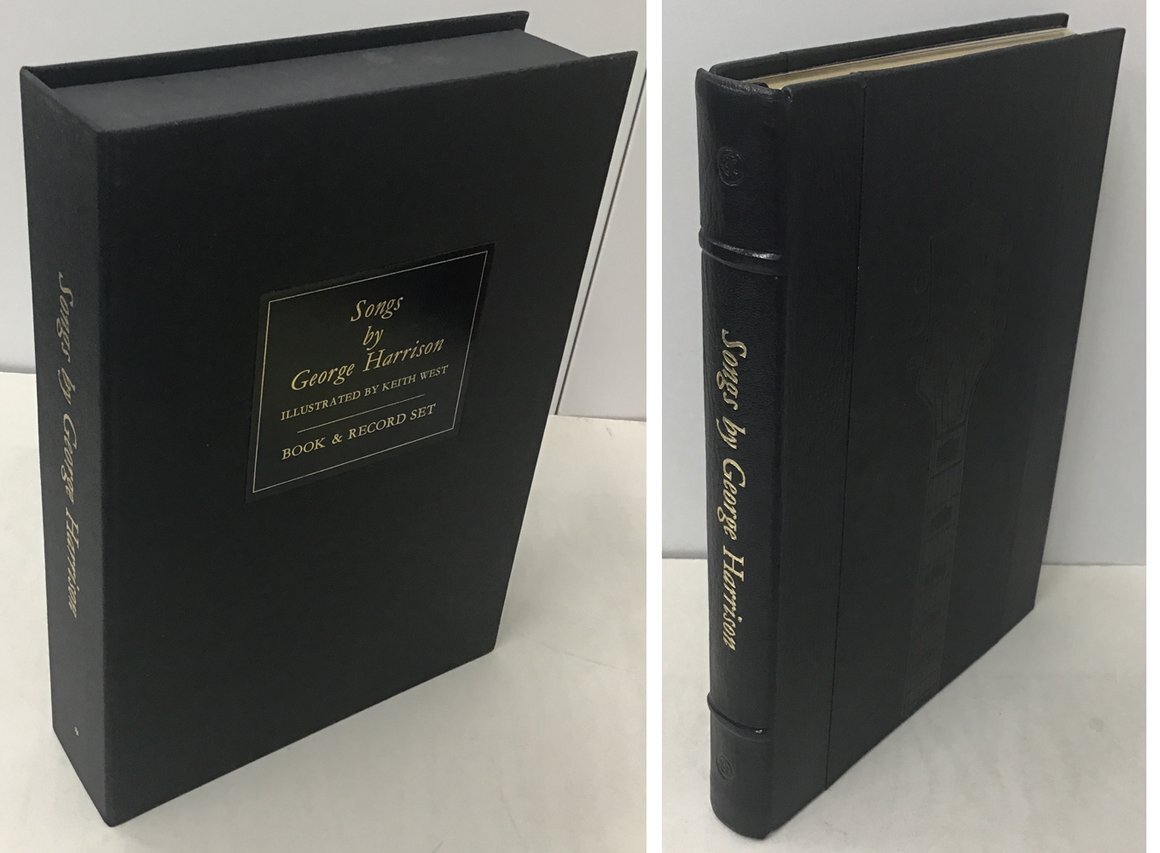 Songs by George Harrison
Songs
by
George Harrison
ILLUSTRATED BY KEITH WEST
BOOK & RECORD SET
Songs by George Harrison